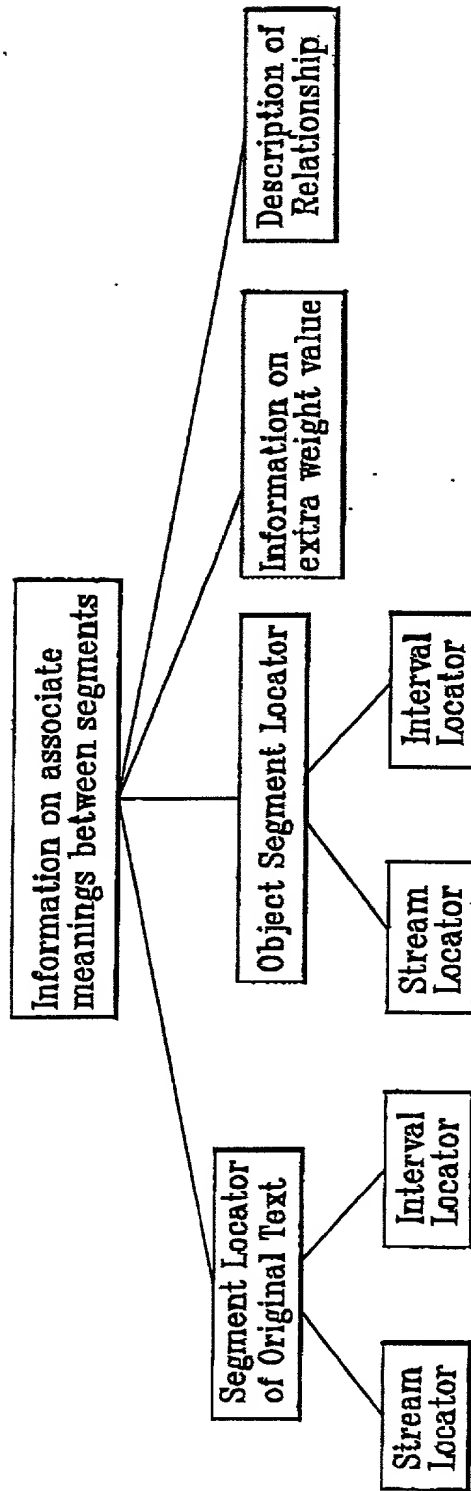 Information on associate
meanings between segments
Segment Locator
of Original Text
Object Segment Locator
Information on
extra weight value
Description of
Relationship
Stream
Locator
Interval
Locator
Stream
Locator
Interval
Locator